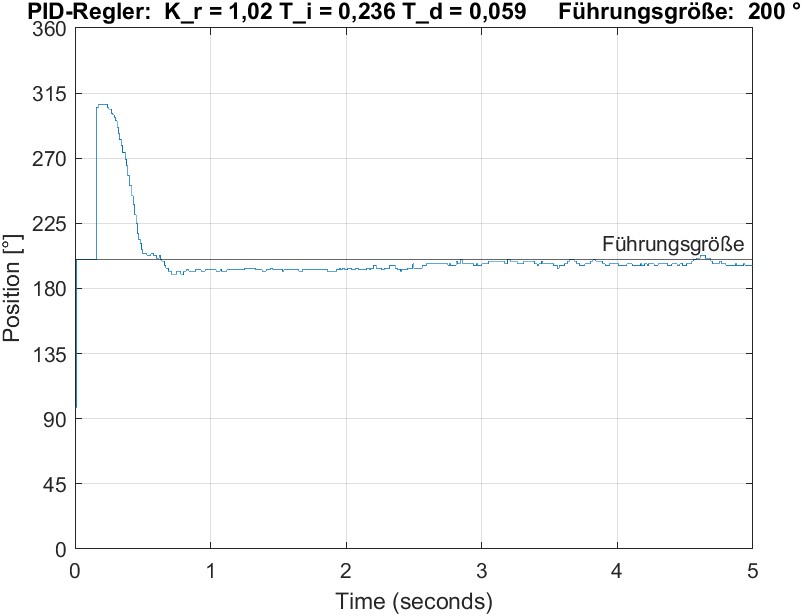 PID-Regler:  K_r = 1,02 T_i = 0,236 T_d = 0,059     Führungsgröße:  200 °
360
315
270
225
180
135
90
45
0
Position [°]
Führungsgröße
0 1 2 3 4 5
Time (seconds)